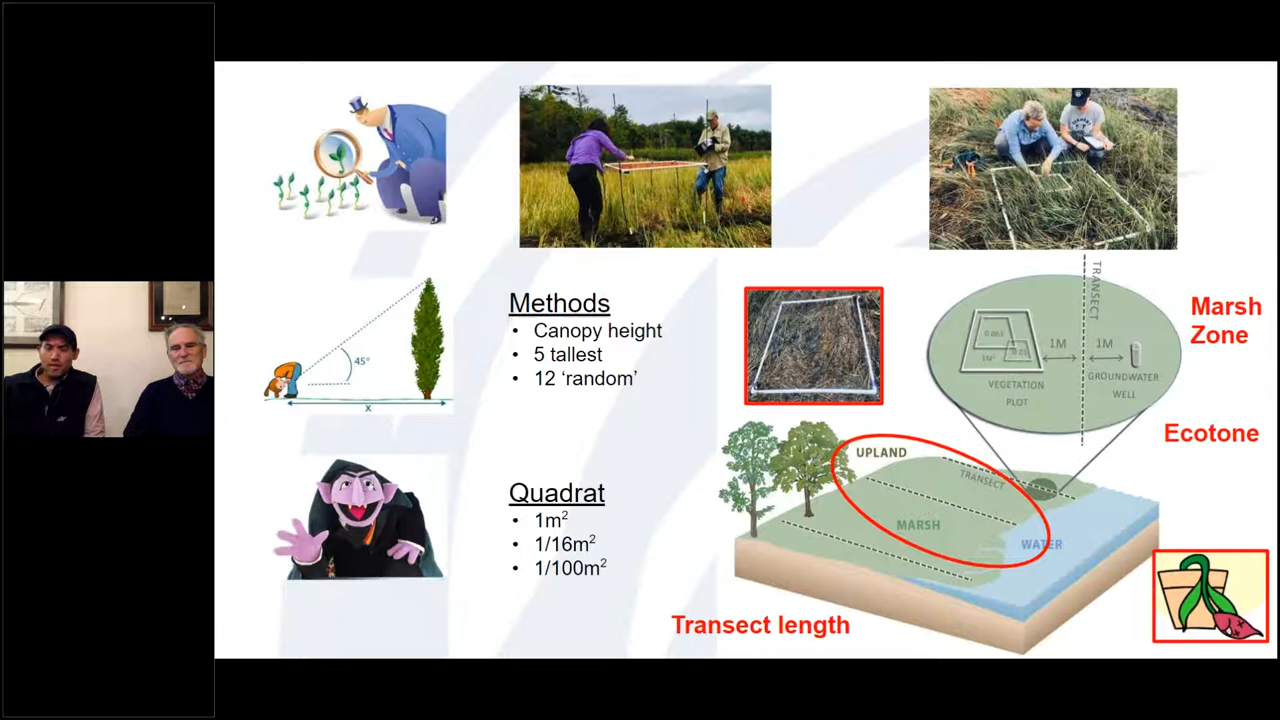 45°
x
Methods
• Canopy height
• 5 tallest
• 12 ‘random’
Quadrat
• 1m²
• 1/16m²
• 1/100m²
TRANSECT
1M
1M
1M²
VEGETATION
PLOT
GROUNDWATER
WELL
Marsh
Zone
Ecotone
UPLAND
TRANSECT
MARSH
WATER
Transect length